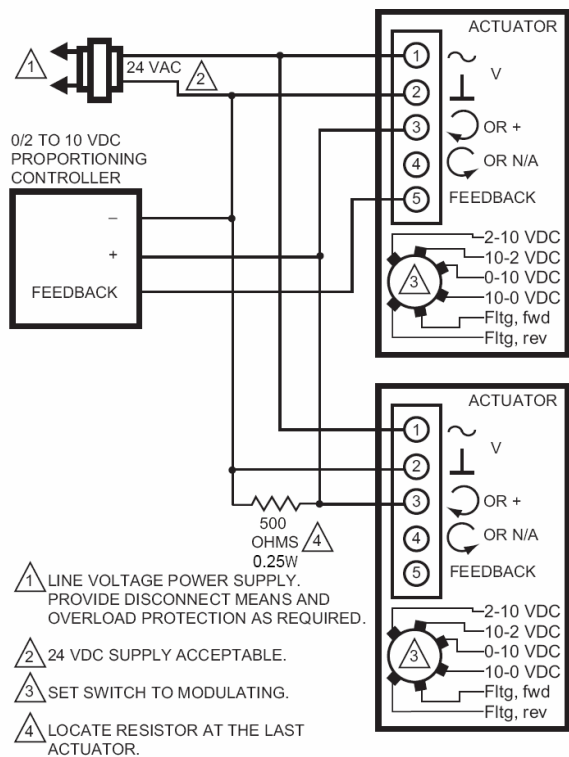 ACTUATOR
1
24 VAC
2
1
V
2
3
OR +
4
OR N/A
5
FEEDBACK
0/2 TO 10 VDC
PROPORTIONING
CONTROLLER
–
+
FEEDBACK
2-10 VDC
10-2 VDC
0-10 VDC
10-0 VDC
Fltg, fwd
Fltg, rev
3
ACTUATOR
1
V
2
3
OR +
4
OR N/A
5
FEEDBACK
500
OHMS
0.25W
4
2-10 VDC
10-2 VDC
0-10 VDC
10-0 VDC
Fltg, fwd
Fltg, rev
3
1 LINE VOLTAGE POWER SUPPLY.
PROVIDE DISCONNECT MEANS AND
OVERLOAD PROTECTION AS REQUIRED.
2 24 VDC SUPPLY ACCEPTABLE.
3 SET SWITCH TO MODULATING.
4 LOCATE RESISTOR AT THE LAST
ACTUATOR.